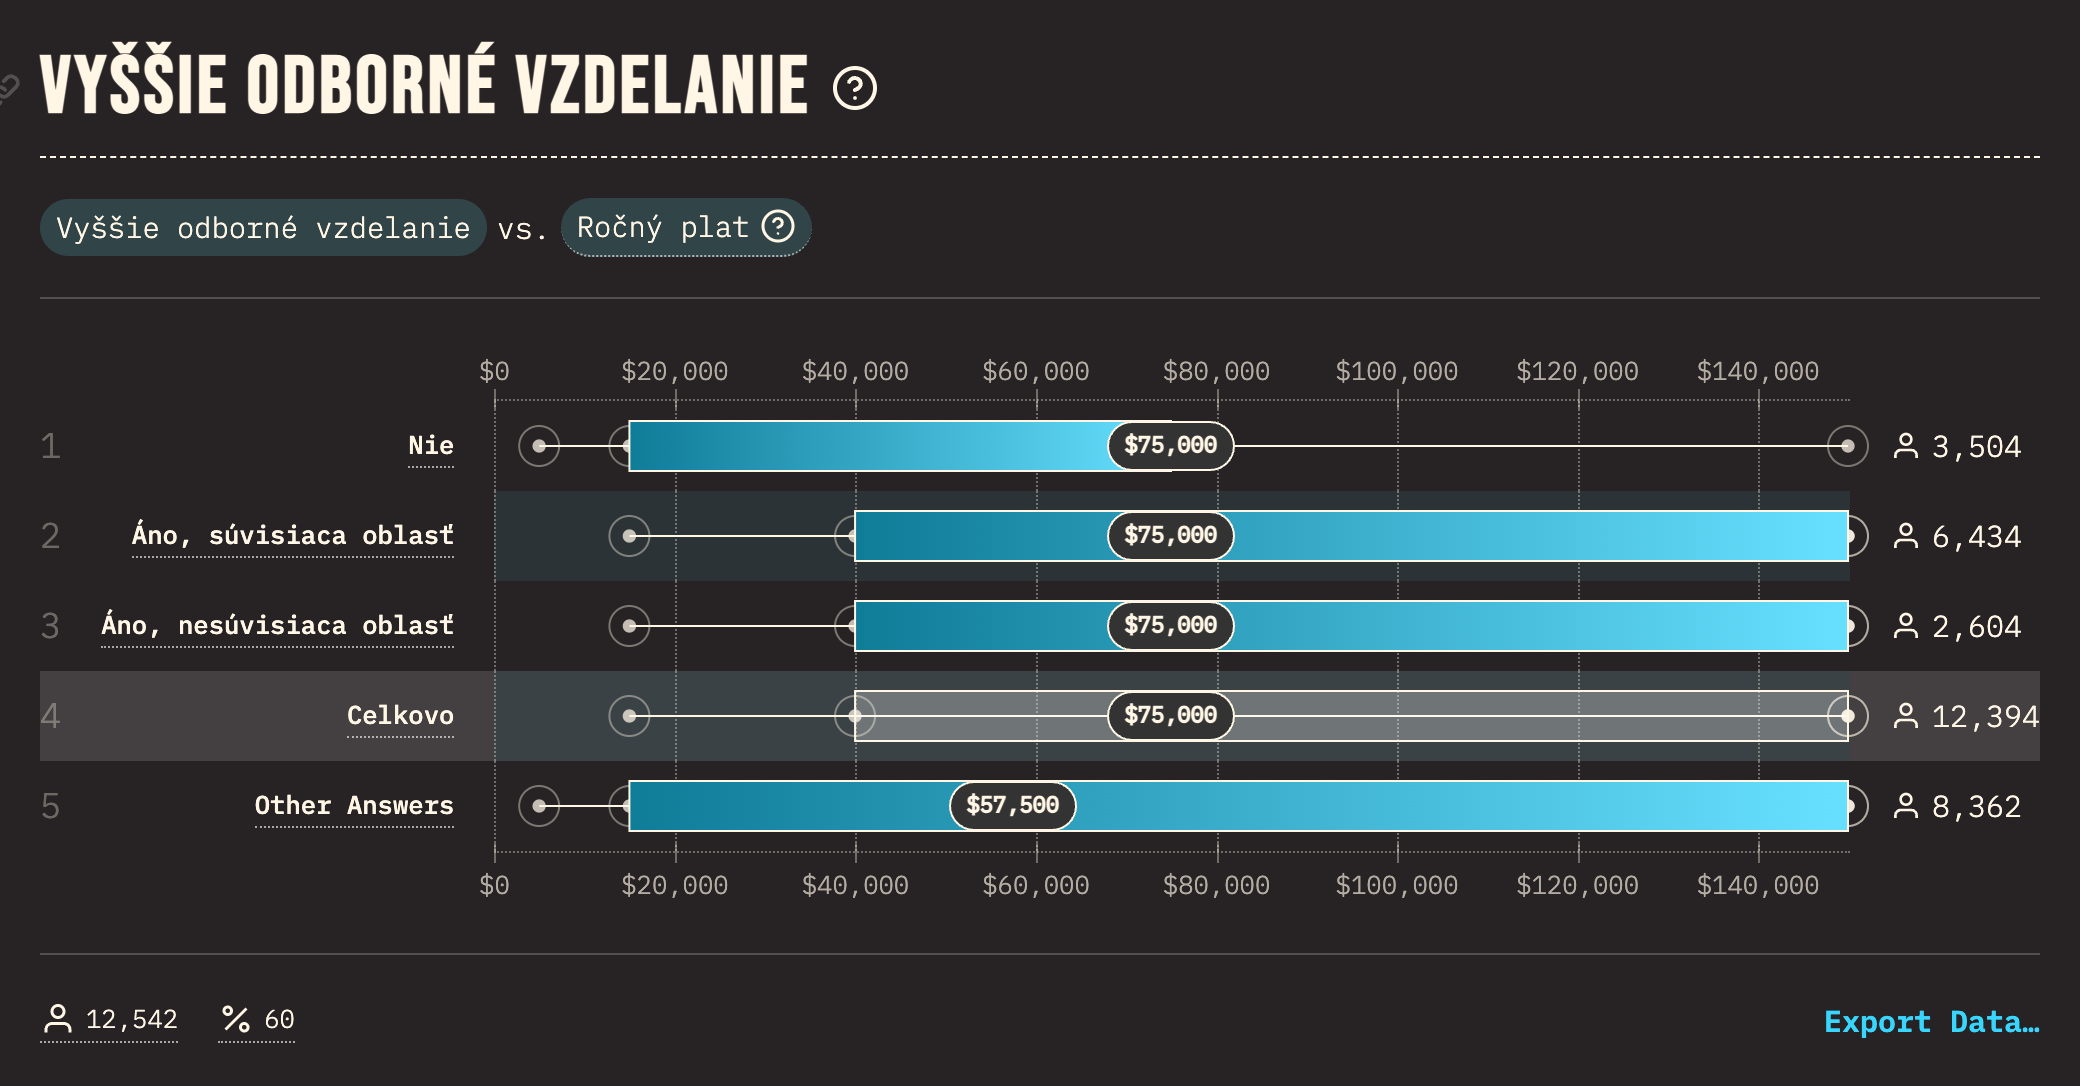 VYŠŠIE ODBORNÉ VZDELANIE
Vyššie odborné vzdelanie vs. Ročný plat
$0 $20,000 $40,000 $60,000 $80,000 $100,000 $120,000 $140,000
1 Nie $75,000 3,504
2 Áno, súvisiaca oblasť $75,000 6,434
3 Áno, nesúvisiaca oblasť $75,000 2,604
4 Celkovo $75,000 12,394
5 Other Answers $57,500 8,362
$0 $20,000 $40,000 $60,000 $80,000 $100,000 $120,000 $140,000
12,542 % 60 Export Data…